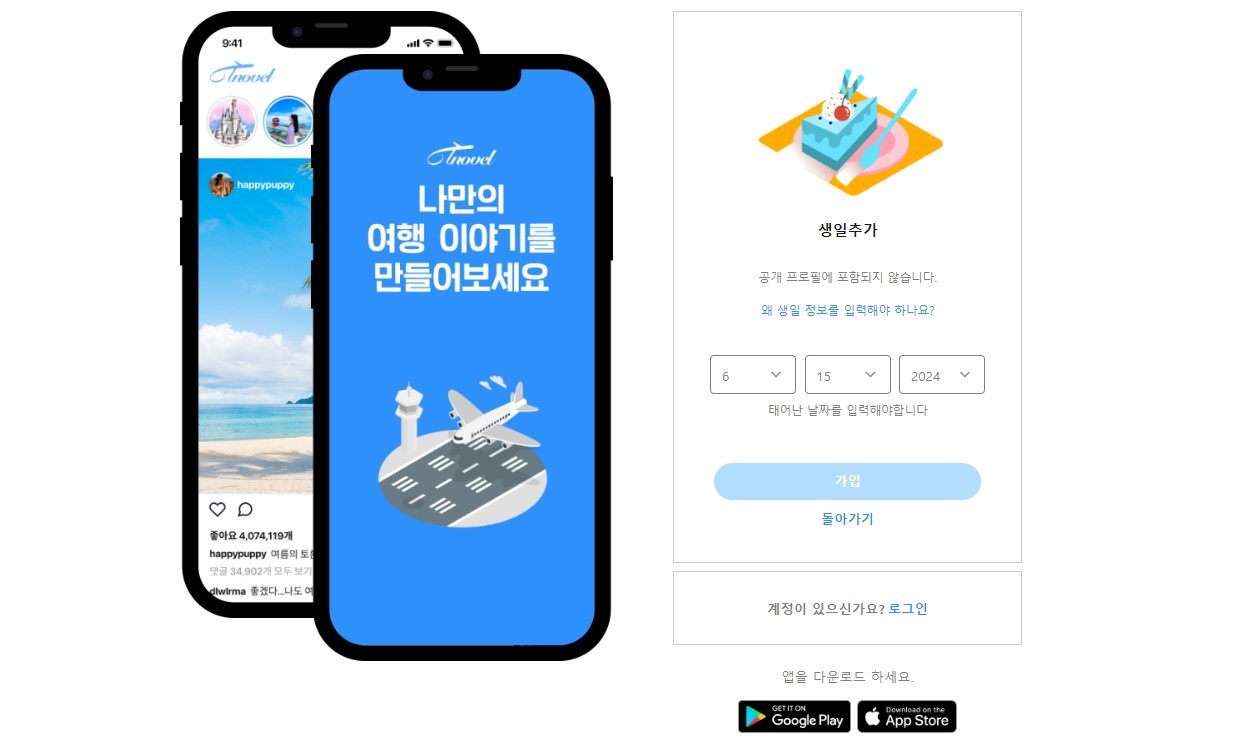 9:41
Tnovel
happypuppy
좋아요 4,074,119개
happypuppy 여름의
댓글 34,902개 모두 보기
dlwlrma 좋겠다...나도
Tnovel
나만의
여행 이야기를
만들어보세요
생일추가
공개 프로필에 포함되지 않습니다.
왜 생일 정보를 입력해야 하나요?
6 15 2024
태어난 날짜를 입력해야합니다
가입
돌아가기
계정이 있으신가요? 로그인
앱을 다운로드 하세요.
GET IT ON
Google Play
Download on the
App Store